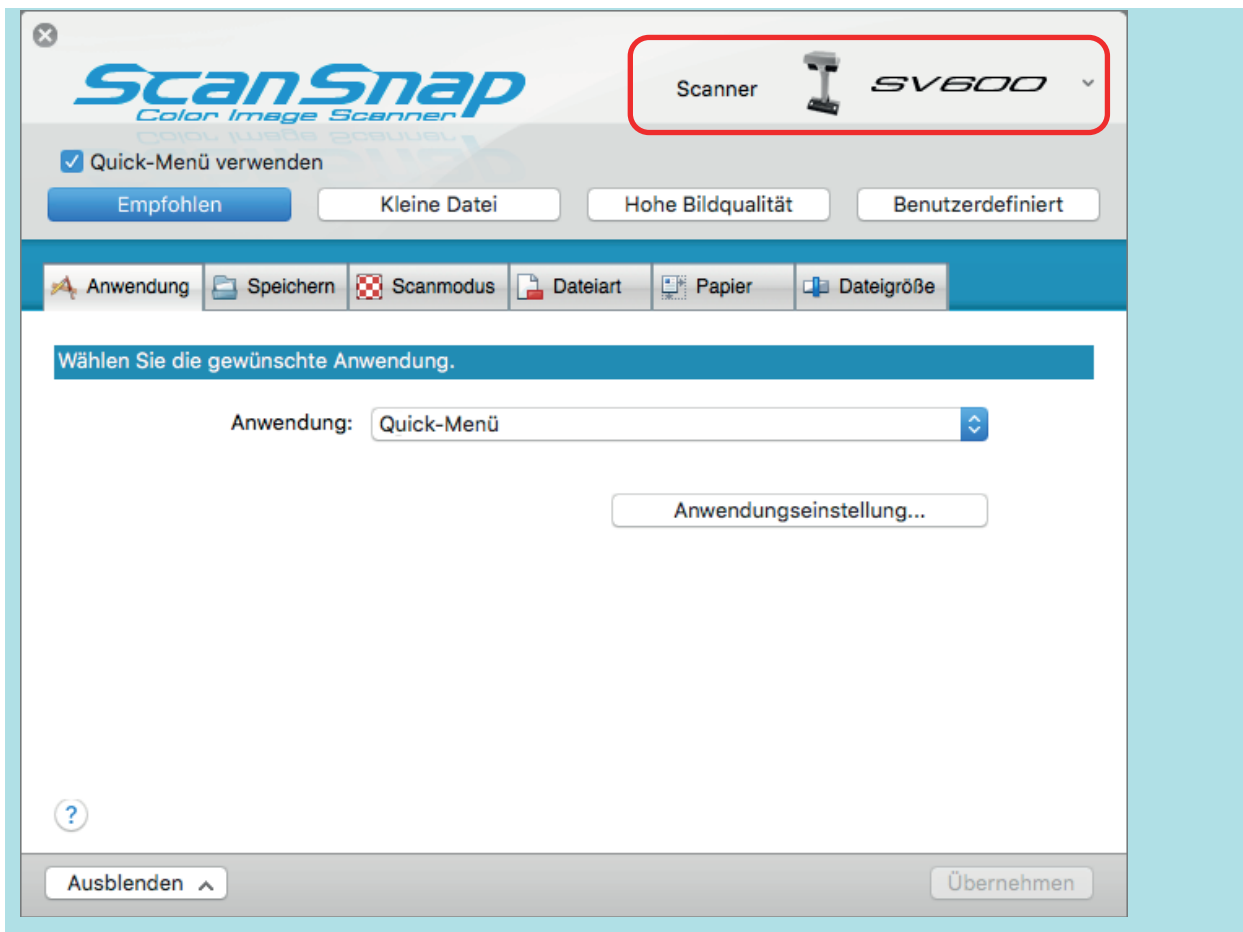 ScanSnap
Color Image Scanner
Scanner SV600
Quick-Menü verwenden
Empfohlen Kleine Datei Hohe Bildqualität Benutzerdefiniert
Anwendung Speichern Scanmodus Dateiart Papier Dateigröße
Wählen Sie die gewünschte Anwendung.
Anwendung: Quick-Menü
Anwendungseinstellung...
?
Ausblenden Übernehmen